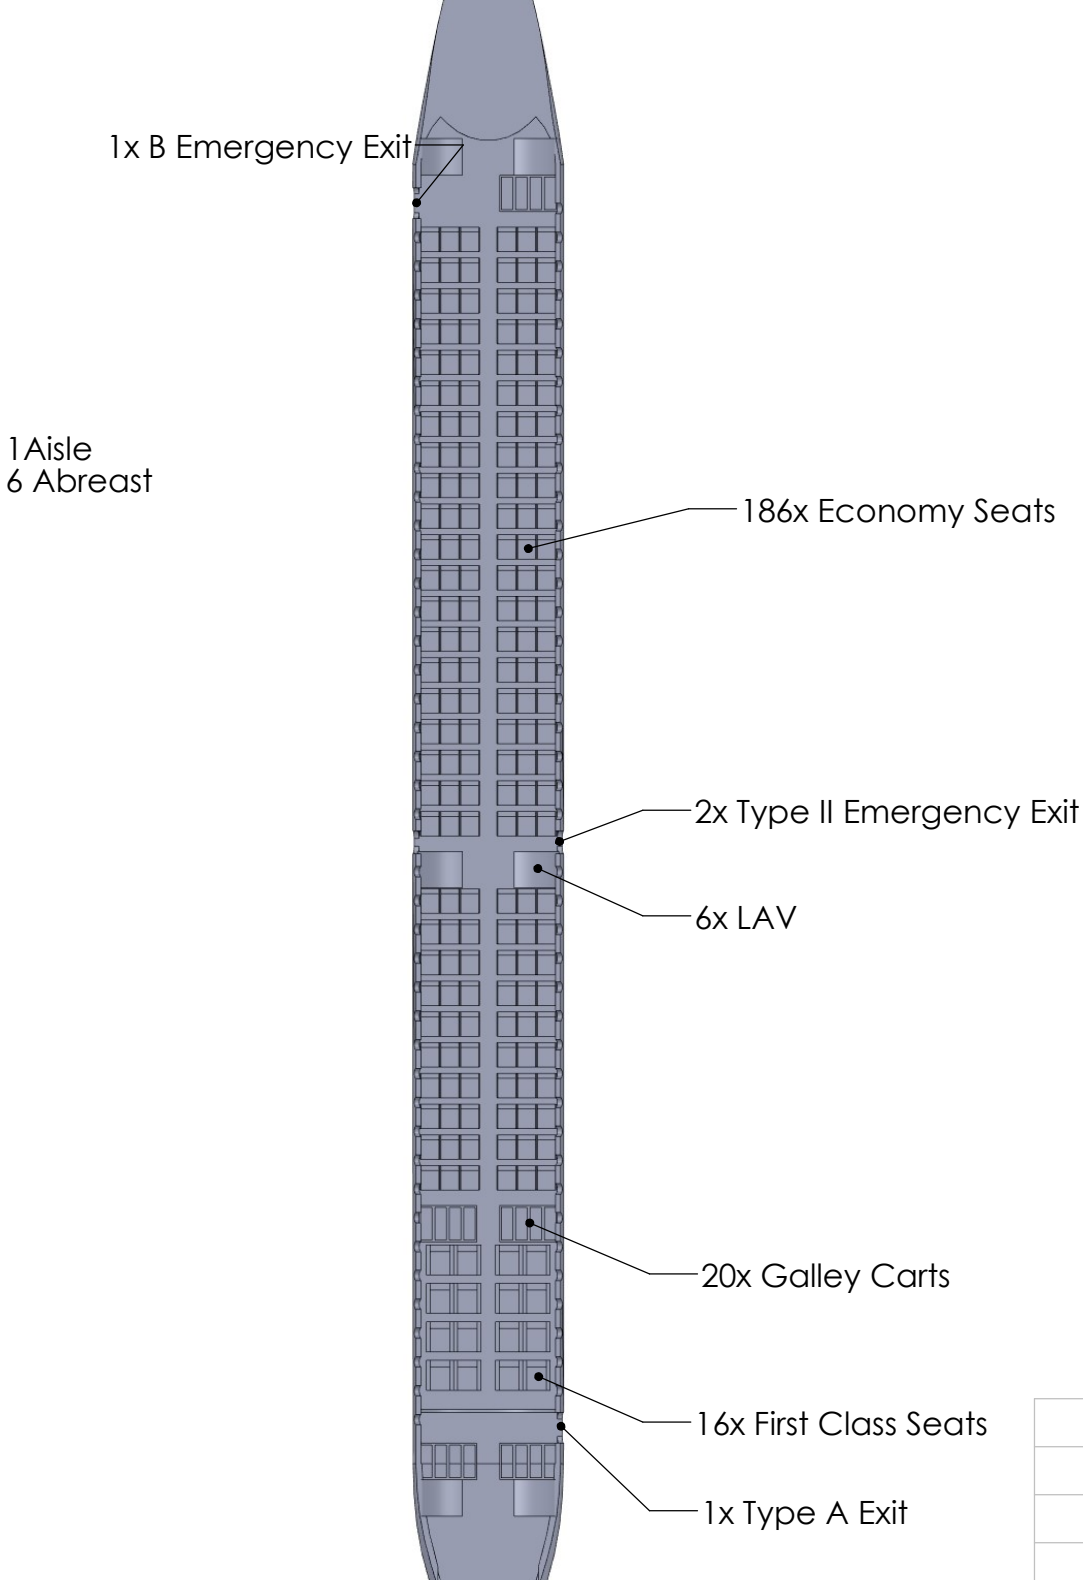 1x B Emergency Exit
1Aisle
6 Abreast
186x Economy Seats
2x Type II Emergency Exit
6x LAV
20x Galley Carts
16x First Class Seats
1x Type A Exit